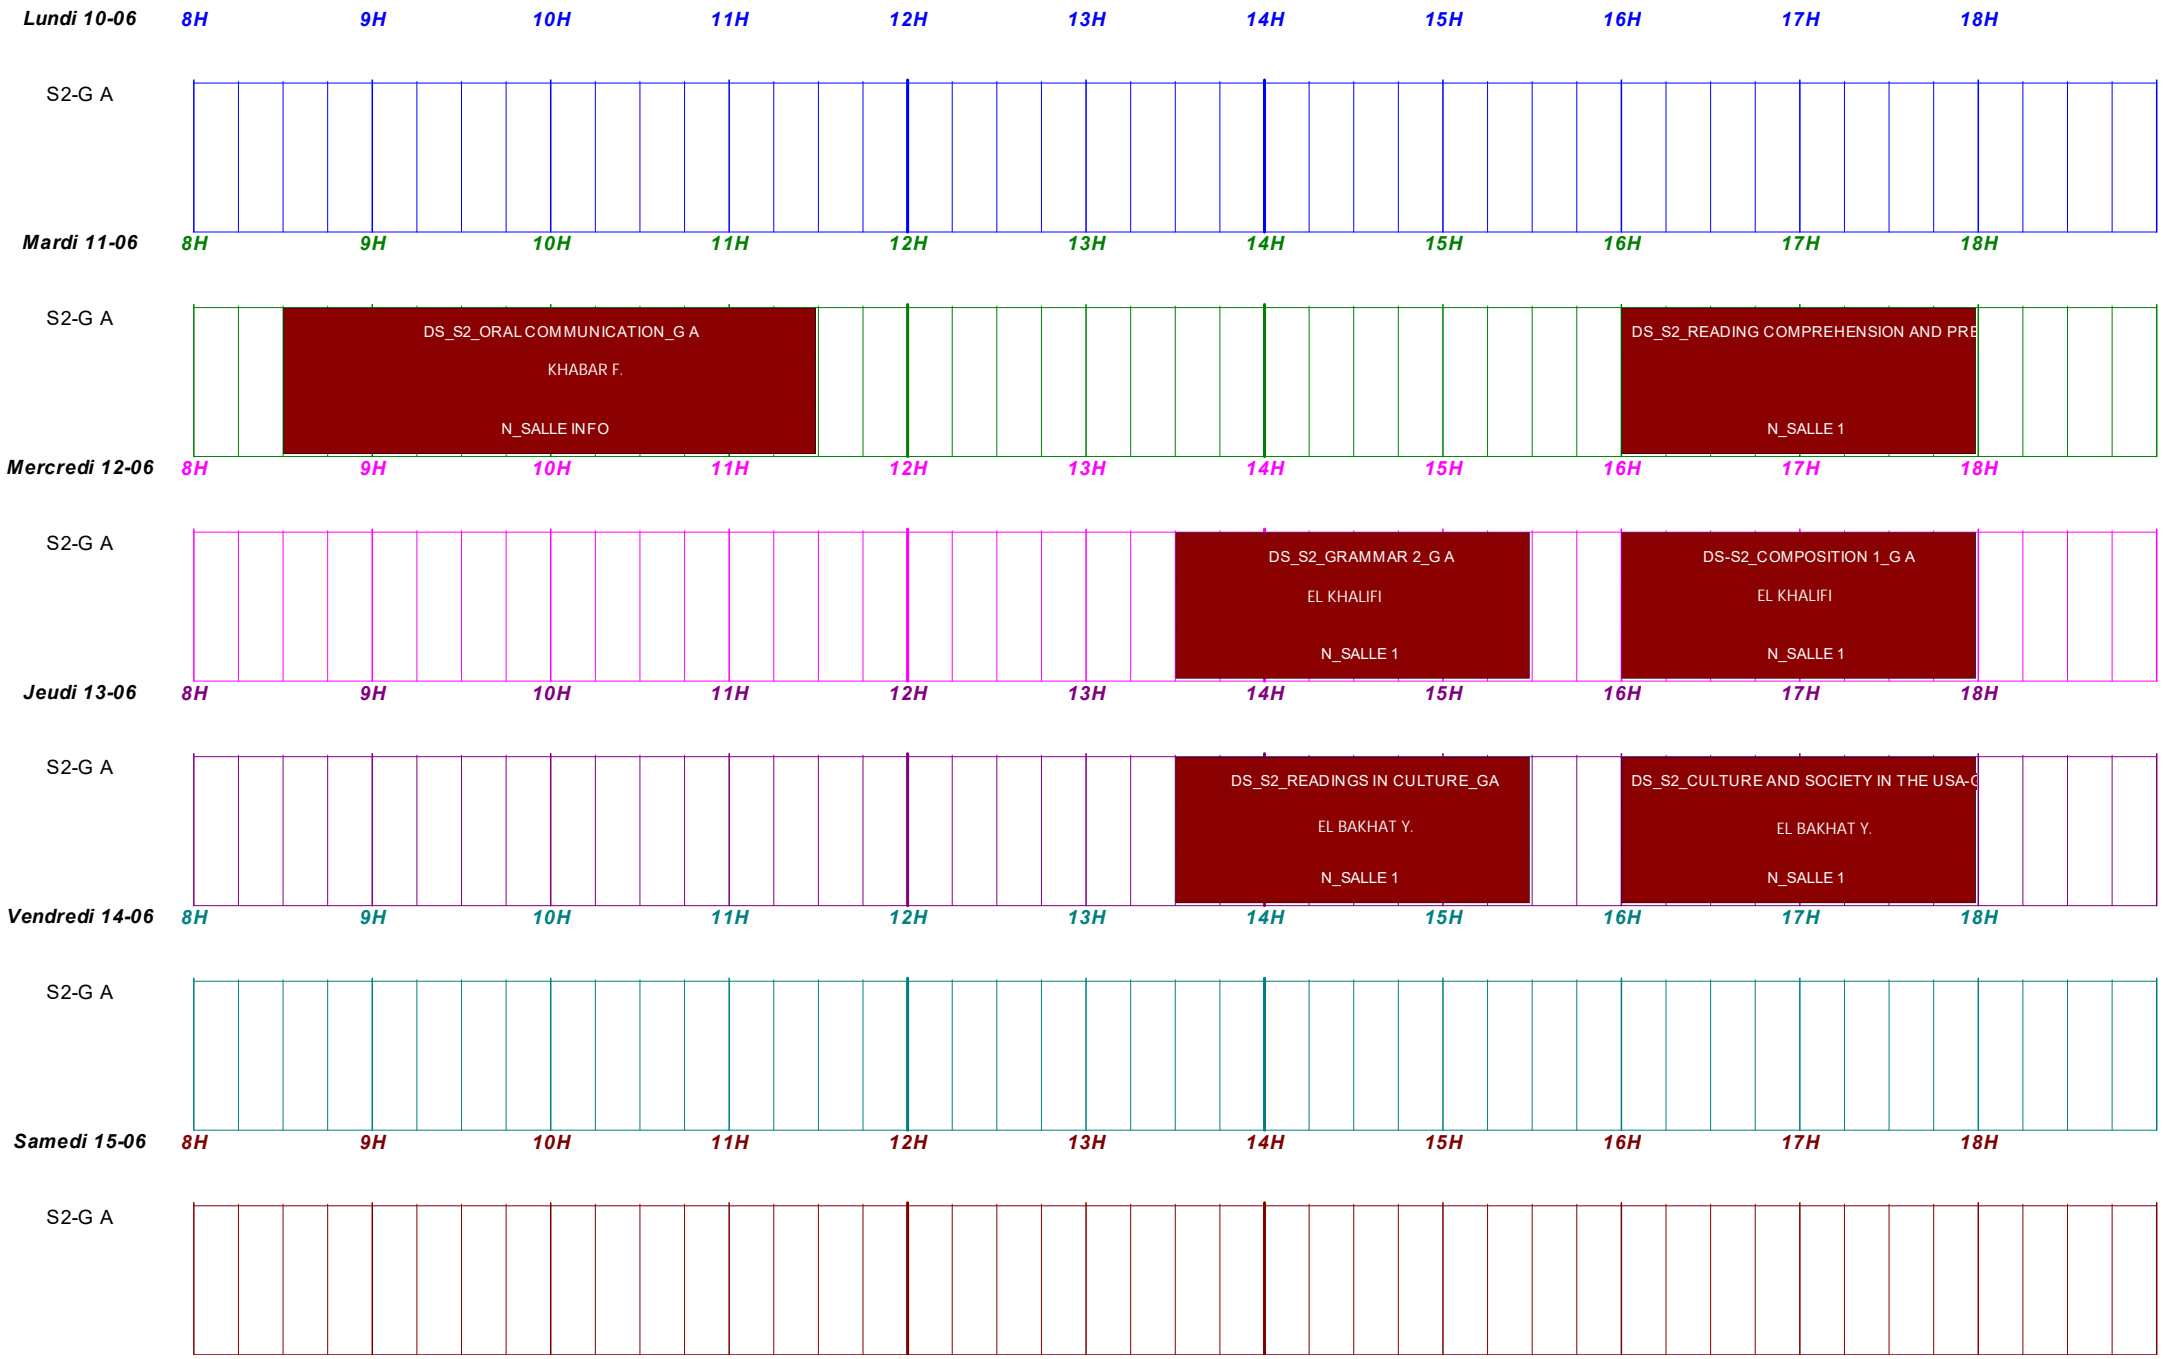 Lundi 10-06 8H 9H 10H 11H 12H 13H 14H 15H 16H 17H 18H
S2-G A
Mardi 11-06 8H 9H 10H 11H 12H 13H 14H 15H 16H 17H 18H
S2-G A
DS_S2_ORAL COMMUNICATION_G A
KHABAR F.
N_SALLE INFO
DS_S2_READING COMPREHENSION AND PRE
N_SALLE 1
Mercredi 12-06 8H 9H 10H 11H 12H 13H 14H 15H 16H 17H 18H
S2-G A
DS_S2_GRAMMAR 2_G A
EL KHALIFI
N_SALLE 1
DS-S2_COMPOSITION 1_G A
EL KHALIFI
N_SALLE 1
Jeudi 13-06 8H 9H 10H 11H 12H 13H 14H 15H 16H 17H 18H
S2-G A
DS_S2_READINGS IN CULTURE_GA
EL BAKHAT Y.
N_SALLE 1
DS_S2_CULTURE AND SOCIETY IN THE USA-G
EL BAKHAT Y.
N_SALLE 1
Vendredi 14-06 8H 9H 10H 11H 12H 13H 14H 15H 16H 17H 18H
S2-G A
Samedi 15-06 8H 9H 10H 11H 12H 13H 14H 15H 16H 17H 18H
S2-G A